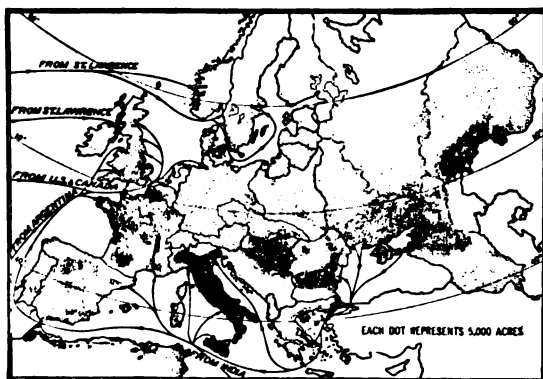 FROM ST. LAWRENCE
FROM ST. LAWRENCE
FROM U.S. & CANADA
FROM ARGENTINA
EACH DOT REPRESENTS 5,000 ACRES
FROM INDIA